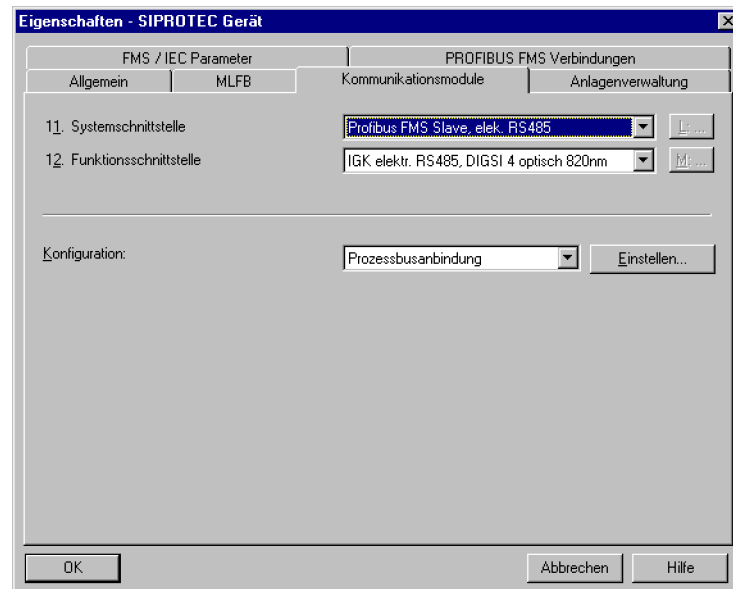 Eigenschaften - SIPROTEC Gerät
FMS / IEC Parameter PROFIBUS FMS Verbindungen
Allgemein MLFB Kommunikationsmodule Anlagenverwaltung
11. Systemschnittstelle Profibus FMS Slave, elek. RS485 L: ...
12. Funktionsschnittstelle IGK elektr. RS485, DIGSI 4 optisch 820nm M: ...
Konfiguration: Prozessbusanbindung Einstellen...
OK Abbrechen Hilfe